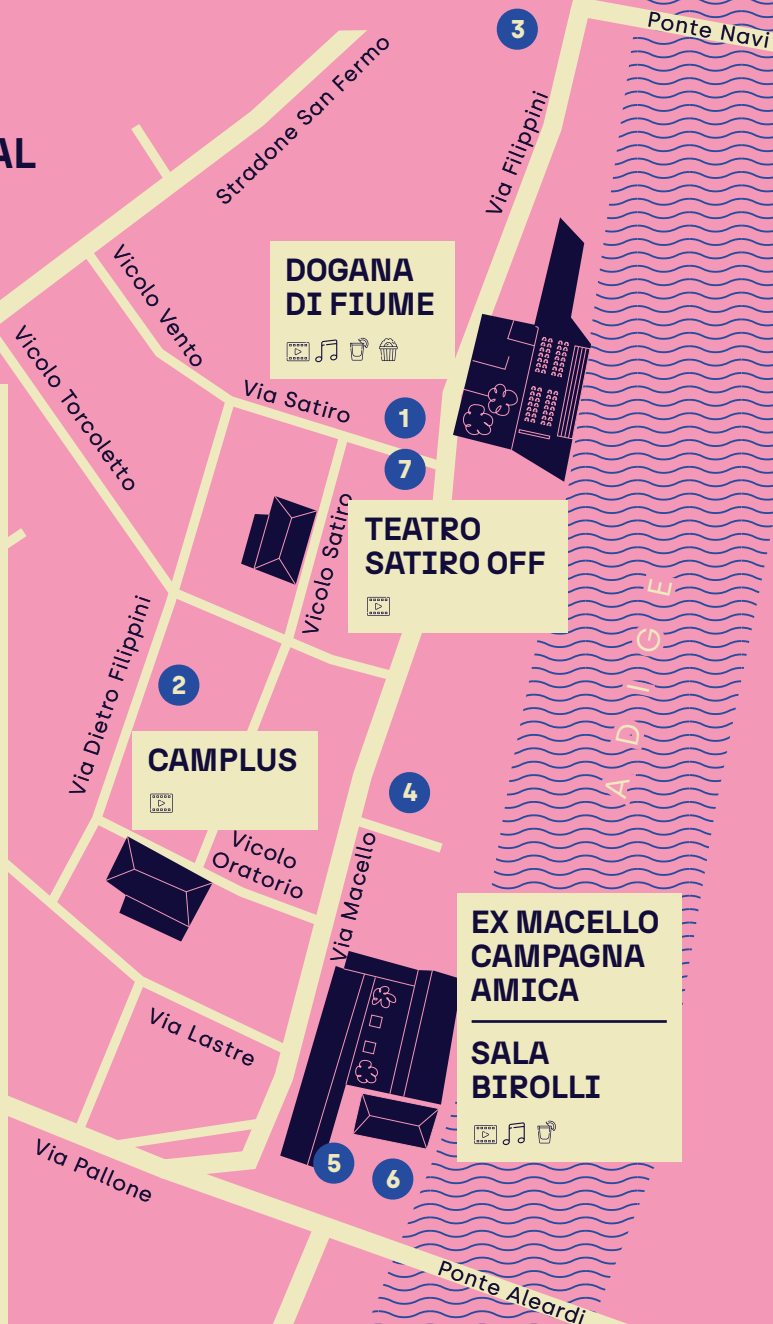 3
Ponte Navi
AL
Stradone San Fermo
Via Filippini
Vicolo Vento
DOGANA
DI FIUME
Vicolo Torcoletto
Via Satiro
1
7
Vicolo Satiro
TEATRO
SATIRO OFF
ADIGE
Via Dietro Filippini
2
CAMPLUS
4
Vicolo
Oratorio
Via Macello
EX MACELLO
CAMPAGNA
AMICA
SALA
BIROLLI
Via Lastre
5
6
Via Pallone
Ponte Aleardi